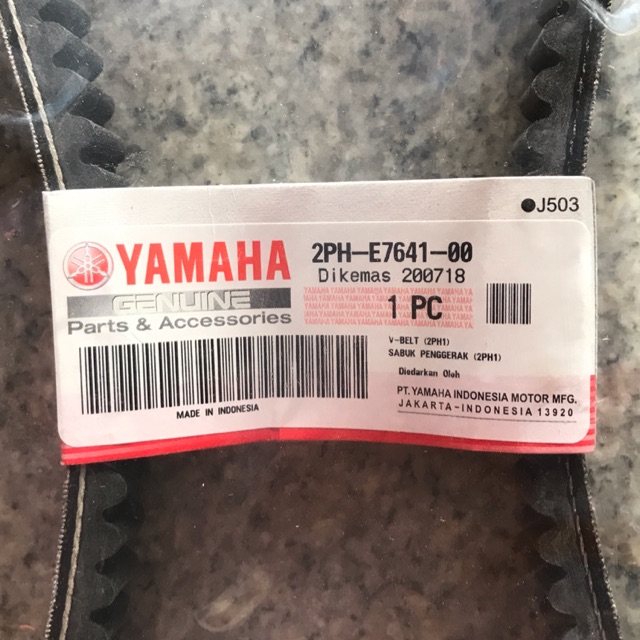 ●J503
YAMAHA
GENUINE
Parts & Accessories
2PH-E7641-00
Dikemas 200718
1 PC
V-BELT (2PH1)
SABUK PENGGERAK (2PH1)
Diedarkan Oleh
PT. YAMAHA INDONESIA MOTOR MFG.
JAKARTA-INDONESIA 13920
MADE IN INDONESIA